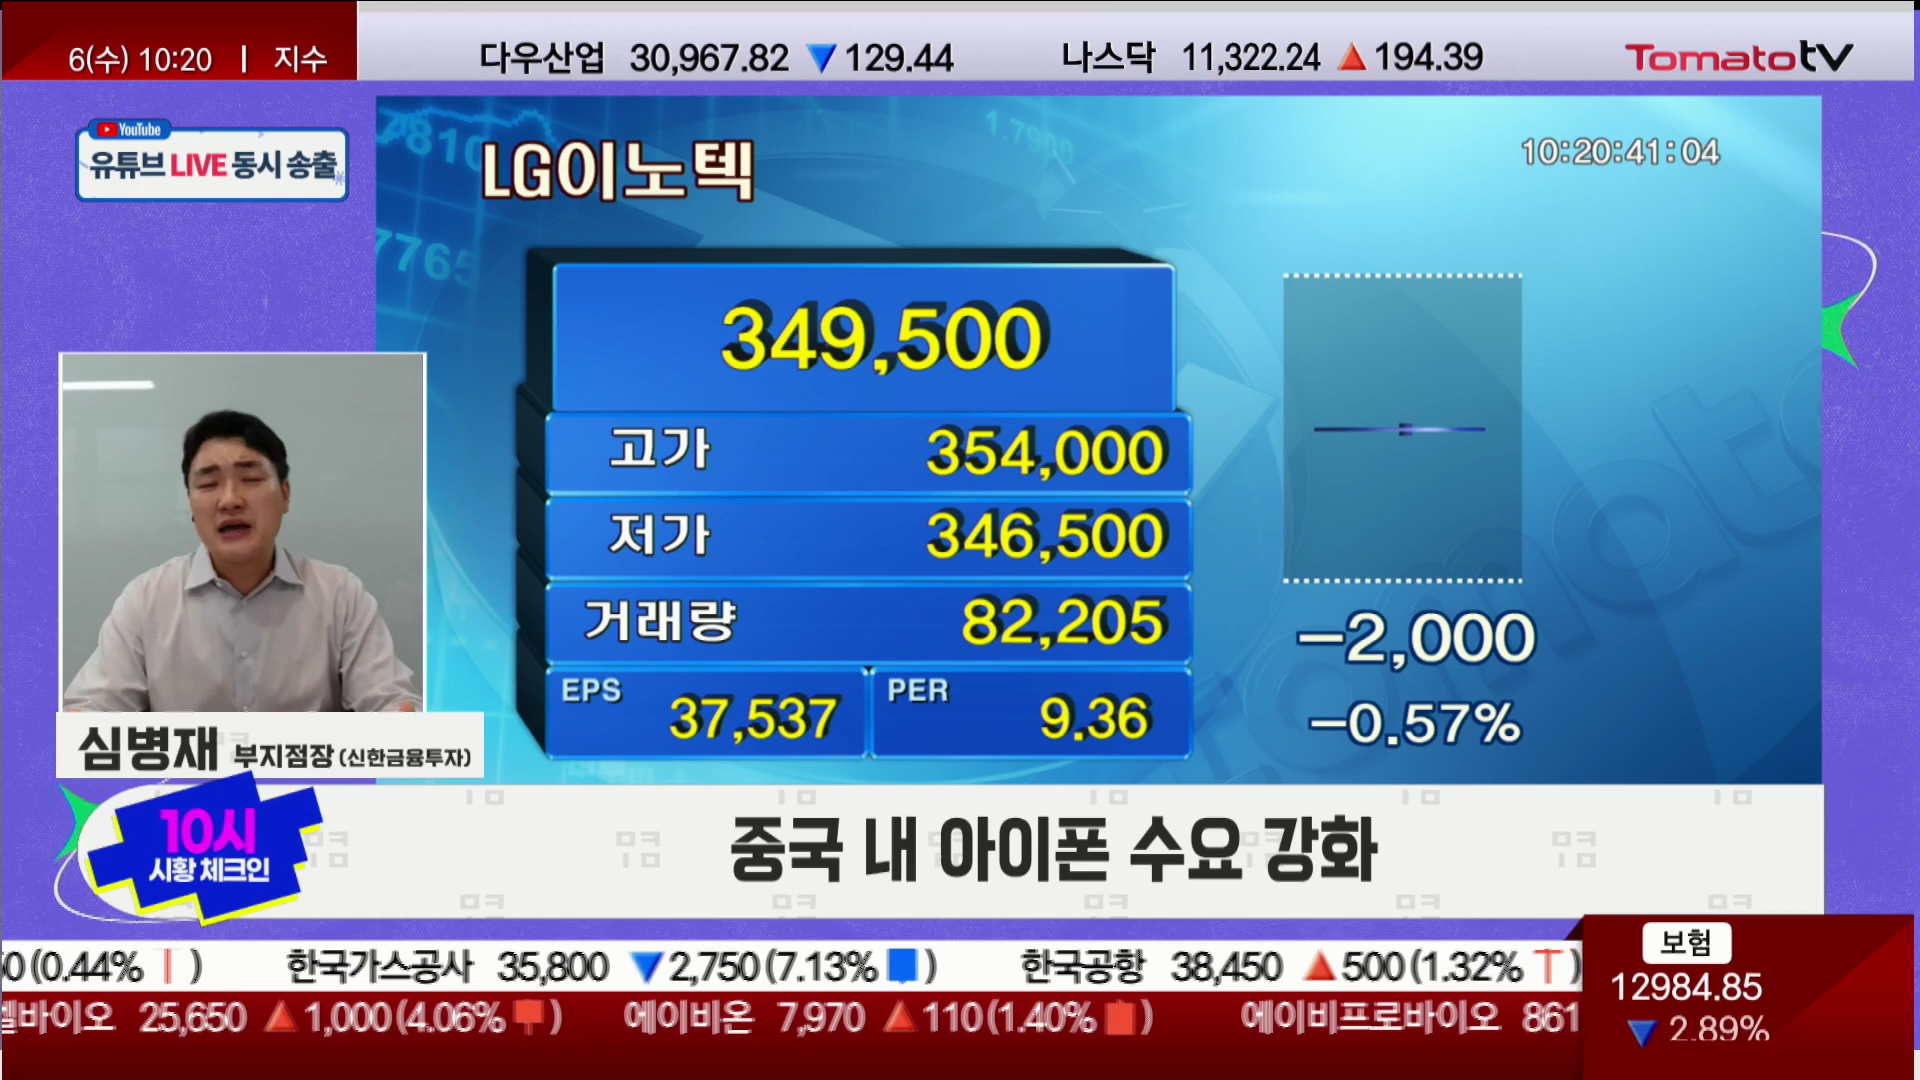 6(수) 10:20 | 지수
다우산업 30,967.82 ▼129.44 나스닥 11,322.24 ▲194.39
Tomatotv
YouTube
유튜브 LIVE 동시 송출
LG이노텍
10:20:41:04
349,500
고가 354,000
저가 346,500
거래량 82,205
EPS 37,537 PER 9.36
-2,000
-0.57%
심병재 부지점장(신한금융투자)
10시
시황 체크인
중국 내 아이폰 수요 강화
0(0.44% ) 한국가스공사 35,800 ▼2,750(7.13% ) 한국공항 38,450 ▲500(1.32% )
바이오 25,650 ▲1,000(4.06% ) 에이비온 7,970 ▲110(1.40% ) 에이비프로바이오 861
보험
12984.85
▼ 2.89%